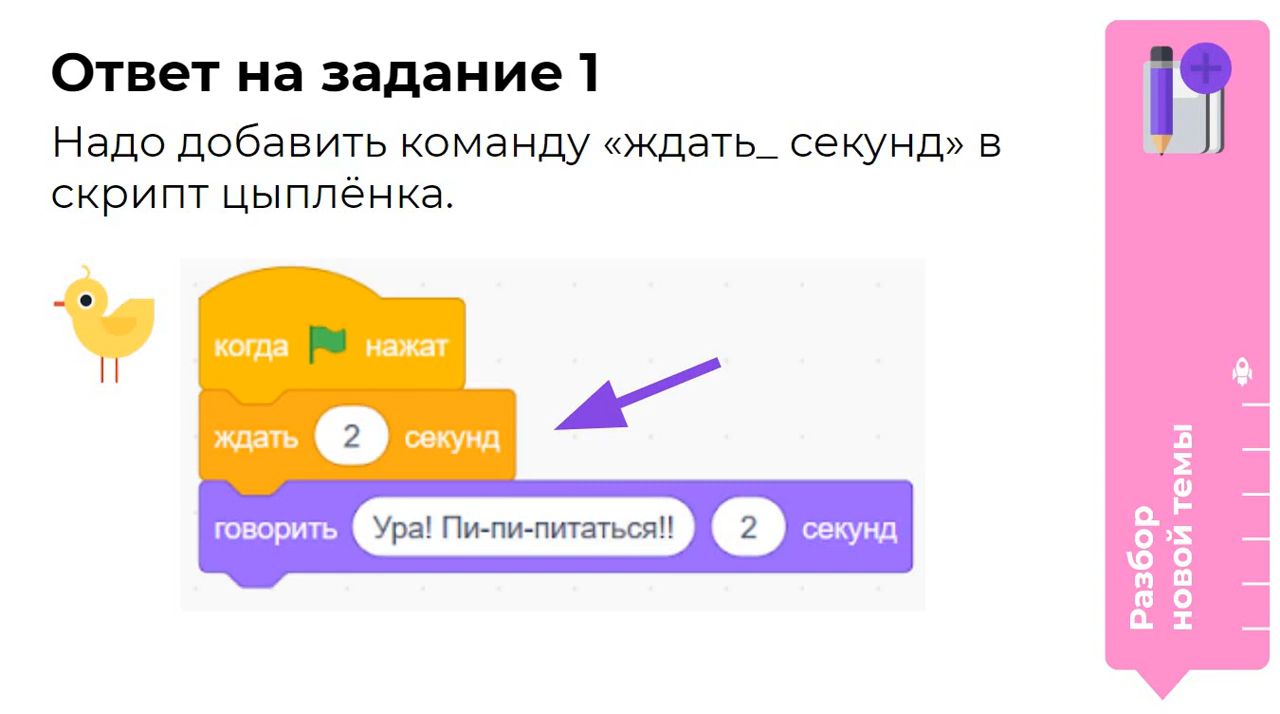 Ответ на задание 1
Надо добавить команду «ждать_ секунд» в
скрипт цыплёнка.
когда нажат
ждать 2 секунд
говорить Ура! Пи-пи-питаться!! 2 секунд
Разбор
новой темы